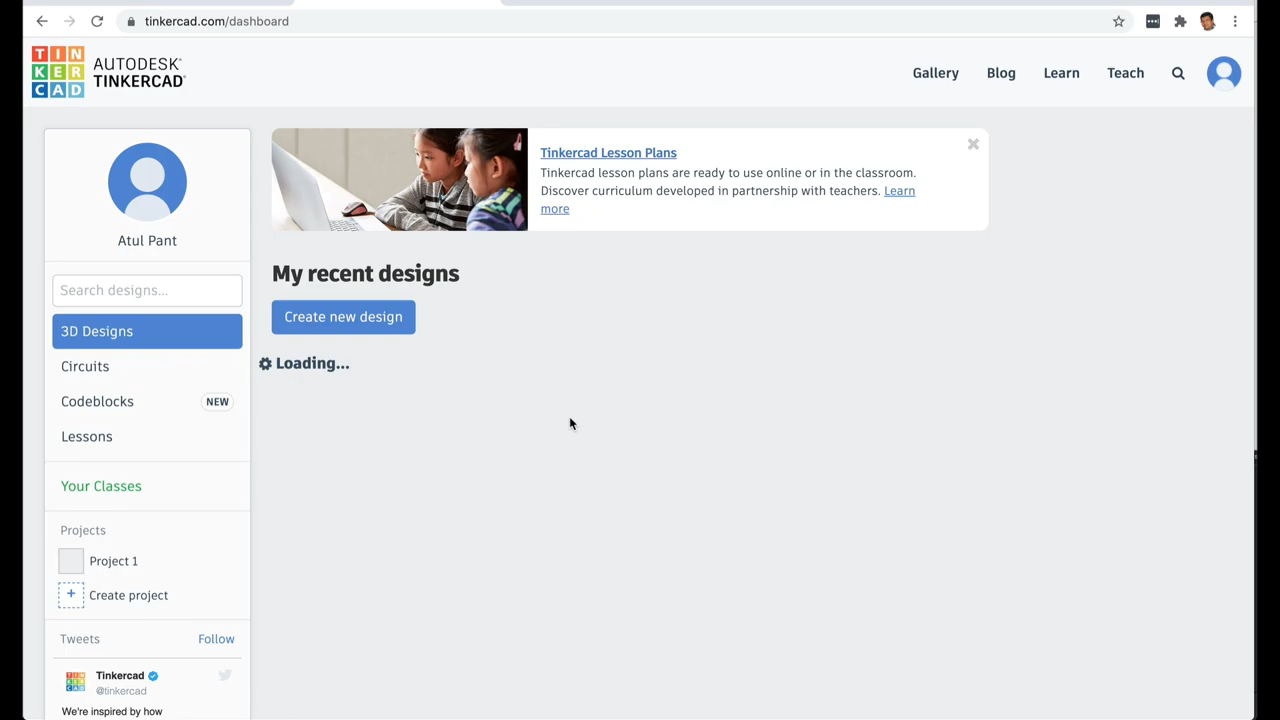 tinkercad.com/dashboard
TIN
KER
CAD
AUTODESK®
TINKERCAD®
Gallery
Blog
Learn
Teach
Atul Pant
Search designs...
3D Designs
Circuits
Codeblocks NEW
Lessons
Your Classes
Projects
Project 1
+ Create project
Tweets Follow
Tinkercad
@tinkercad
We're inspired by how
Tinkercad Lesson Plans
Tinkercad lesson plans are ready to use online or in the classroom.
Discover curriculum developed in partnership with teachers. Learn
more
My recent designs
Create new design
Loading...